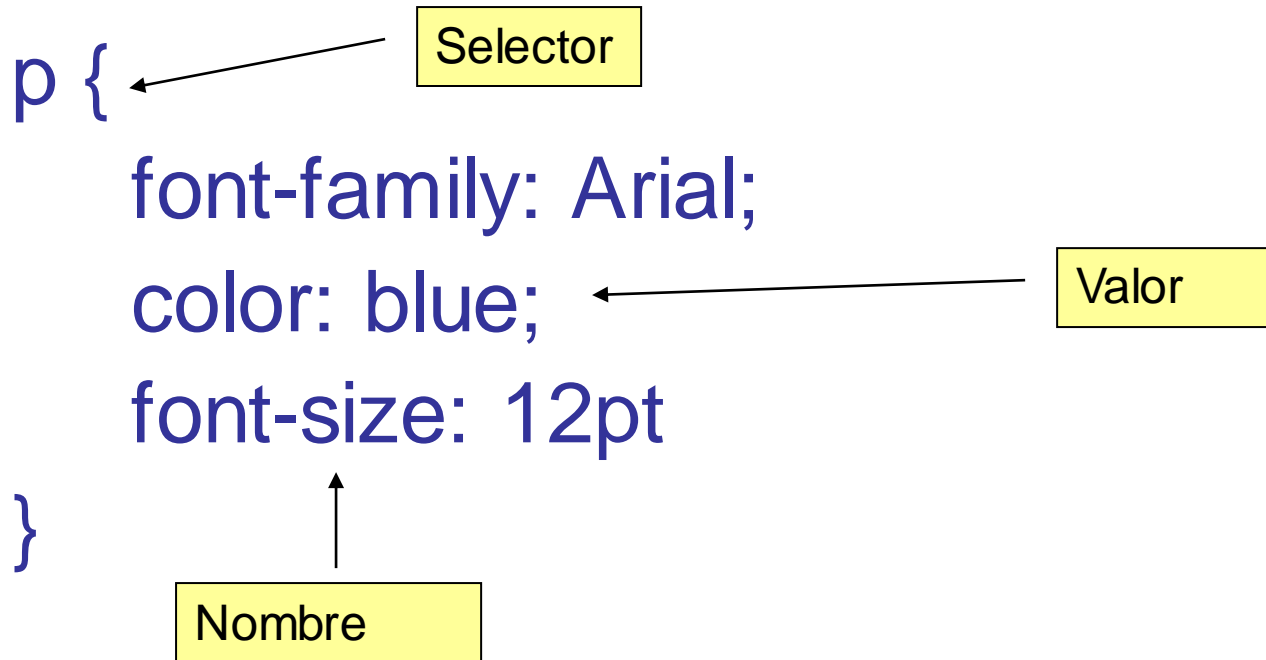 Selector
p {
font-family: Arial;
color: blue;
Valor
font-size: 12pt
}
Nombre